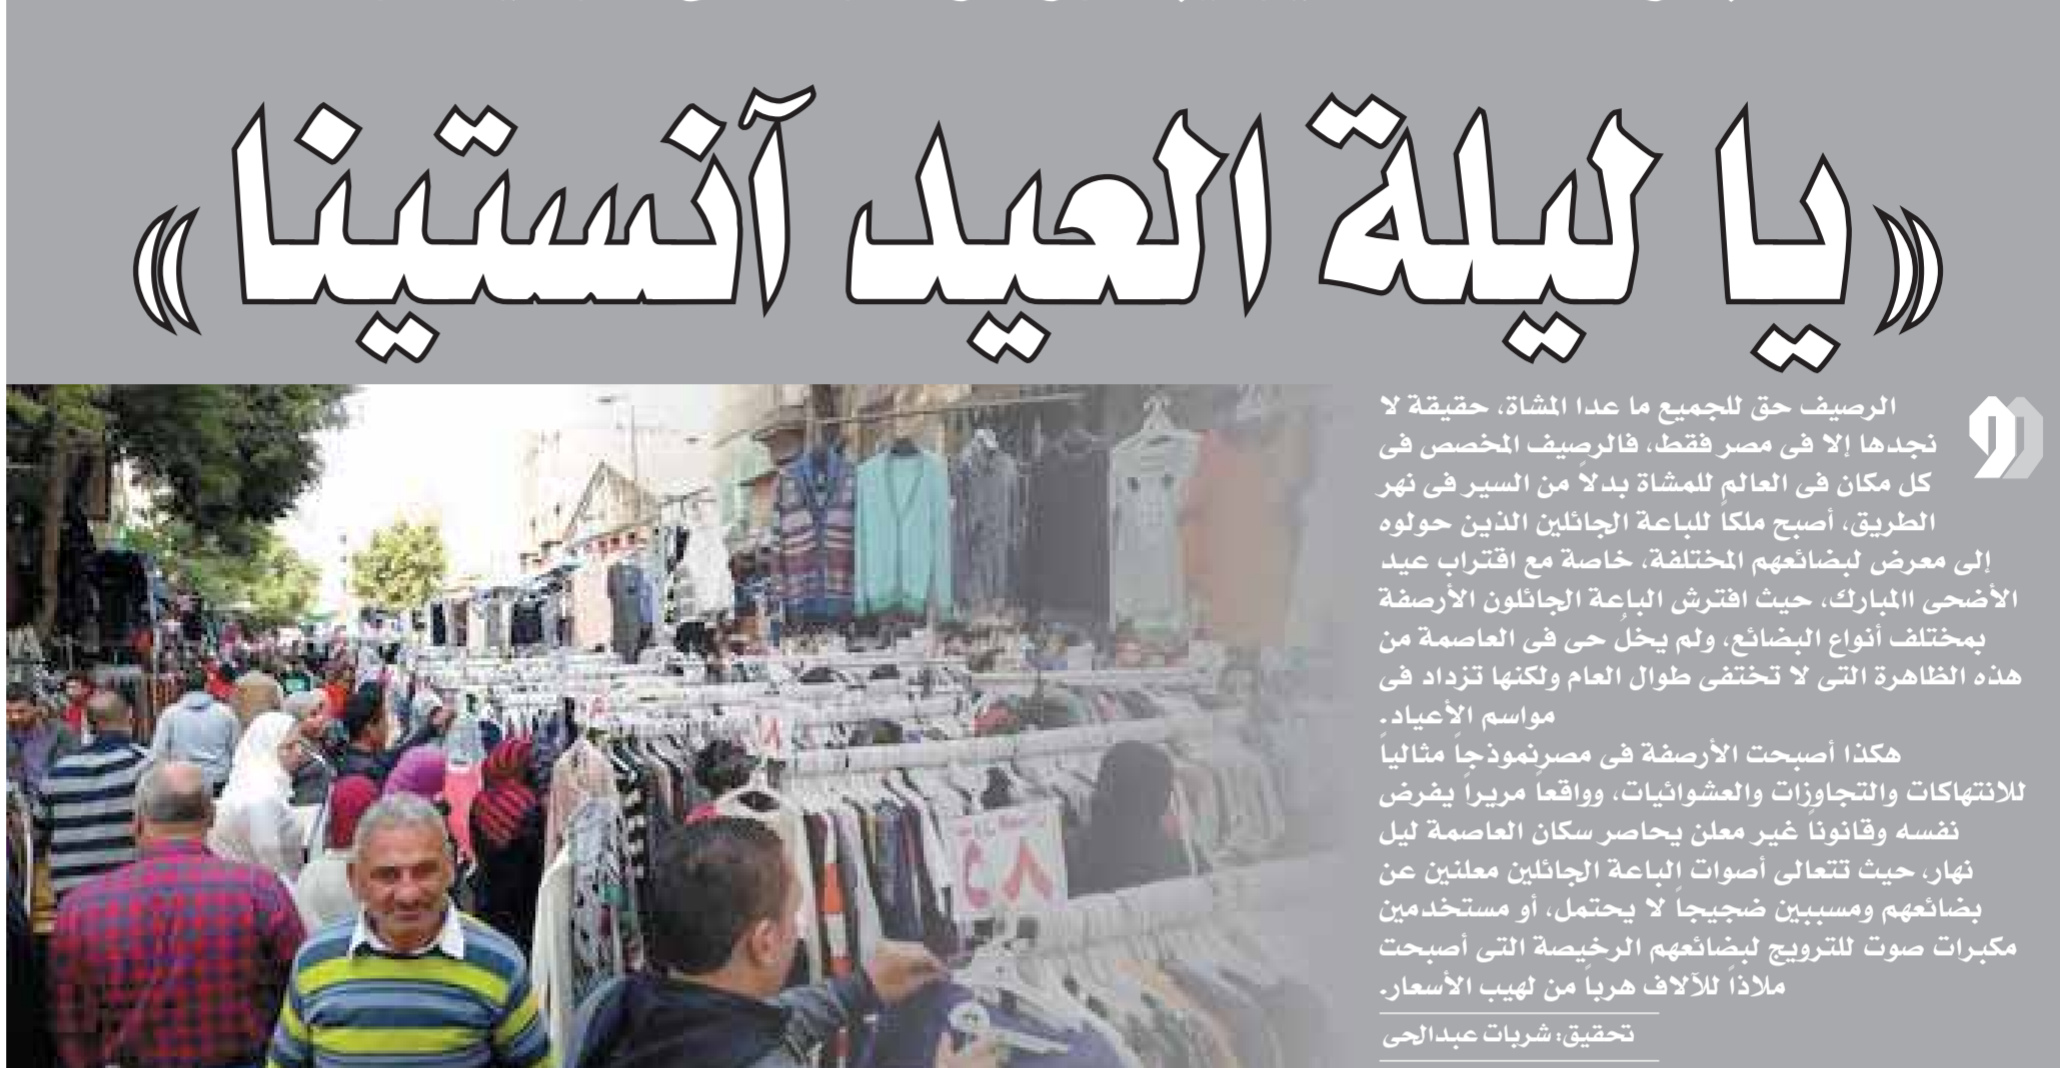 «يا ليلة العيد آنستينا»
الرصيف حق للجميع ما عدا المشاة، حقيقة لا
نجدها إلا فى مصر فقط، فالرصيف المخصص فى
كل مكان فى العالم للمشاة بدلاً من السير فى نهر
الطريق، أصبح ملكاً للباعة الجائلين الذين حولوه
إلى معرض لبضائعهم المختلفة، خاصة مع اقتراب عيد
الأضحى االمبارك، حيث افترش الباعة الجائلون الأرصفة
بمختلف أنواع البضائع، ولم يخلُ حى فى العاصمة من
هذه الظاهرة التى لا تختفى طوال العام ولكنها تزداد فى
مواسم الأعياد.
هكذا أصبحت الأرصفة فى مصرنموذجاً مثالياً
للانتهاكات والتجاوزات والعشوائيات، وواقعاً مريراً يفرض
نفسه وقانوناً غير معلن يحاصر سكان العاصمة ليل
نهار، حيث تتعالى أصوات الباعة الجائلين معلنين عن
بضائعهم ومسببين ضجيجاً لا يحتمل، أو مستخدمين
مكبرات صوت للترويج لبضائعهم الرخيصة التى أصبحت
ملاذاً للآلاف هرباً من لهيب الأسعار.
تحقيق: شربات عبدالحى